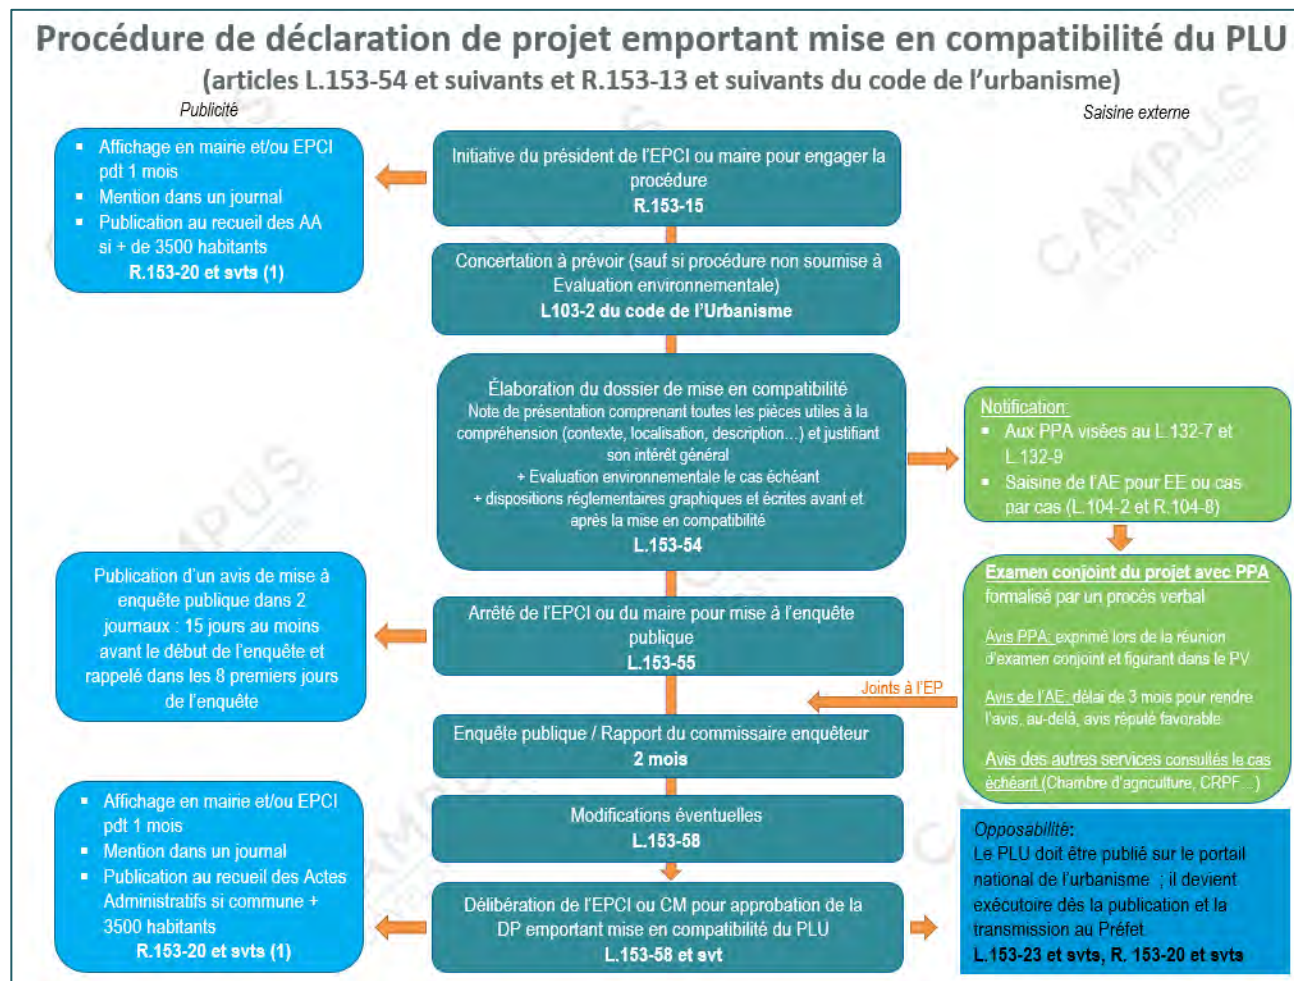 Procédure de déclaration de projet emportant mise en compatibilité du PLU
(articles L.153-54 et suivants et R.153-13 et suivants du code de l'urbanisme)
Publicité
Saisine externe
▪ Affichage en mairie et/ou EPCI
pdt 1 mois
▪ Mention dans un journal
▪ Publication au recueil des AA
si + de 3500 habitants
R.153-20 et svts (1)
Initiative du président de l'EPCI ou maire pour engager la
procédure
R.153-15
Concertation à prévoir (sauf si procédure non soumise à
Evaluation environnementale)
L103-2 du code de l'Urbanisme
Élaboration du dossier de mise en compatibilité
Note de présentation comprenant toutes les pièces utiles à la
compréhension (contexte, localisation, description…) et justifiant
son intérêt général
+ Evaluation environnementale le cas échéant
+ dispositions réglementaires graphiques et écrites avant et
après la mise en compatibilité
L.153-54
Notification:
▪ Aux PPA visées au L.132-7 et
L.132-9
▪ Saisine de l'AE pour EE ou cas
par cas (L.104-2 et R.104-8)
Publication d'un avis de mise à
enquête publique dans 2
journaux : 15 jours au moins
avant le début de l'enquête et
rappelé dans les 8 premiers jours
de l'enquête
Arrêté de l'EPCI ou du maire pour mise à l'enquête
publique
L.153-55
Examen conjoint du projet avec PPA
formalisé par un procès verbal
Avis PPA: exprimé lors de la réunion
d'examen conjoint et figurant dans le PV
Avis de l'AE: délai de 3 mois pour rendre
l'avis, au-delà, avis réputé favorable
Avis des autres services consultés le cas
échéant (Chambre d'agriculture, CRPF…)
Joints à l'EP
Enquête publique / Rapport du commissaire enquêteur
2 mois
Modifications éventuelles
L.153-58
▪ Affichage en mairie et/ou EPCI
pdt 1 mois
▪ Mention dans un journal
▪ Publication au recueil des Actes
Administratifs si commune +
3500 habitants
R.153-20 et svts (1)
Délibération de l'EPCI ou CM pour approbation de la
DP emportant mise en compatibilité du PLU
L.153-58 et svt
Opposabilité:
Le PLU doit être publié sur le portail
national de l'urbanisme ; il devient
exécutoire dès la publication et la
transmission au Préfet
L.153-23 et svts, R. 153-20 et svts
CAMPUS